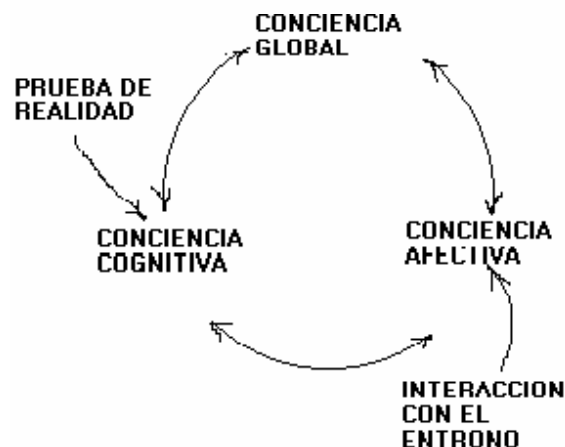 CONCIENCIA
GLOBAL
PRUEBA DE
REALIDAD
CONCIENCIA
COGNITIVA
CONCIENCIA
AFECTIVA
INTERACCION
CON EL
ENTRONO